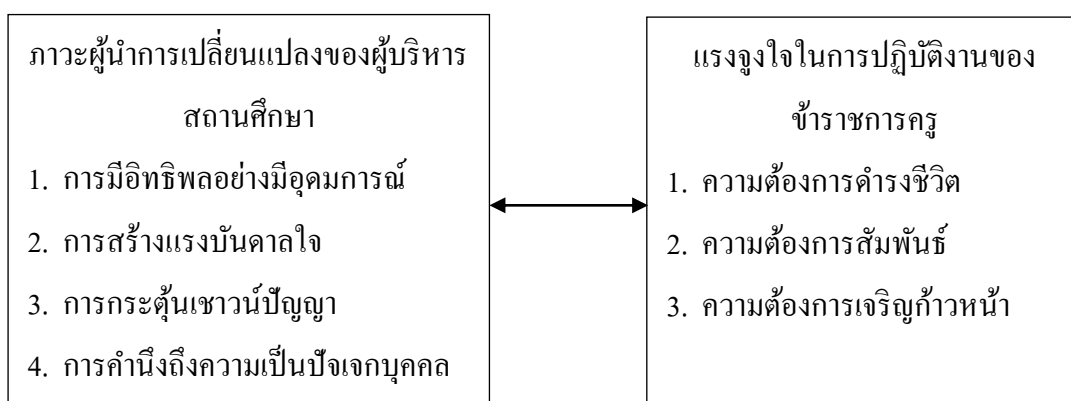 ภาวะผู้นำการเปลี่ยนแปลงของผู้บริหาร
สถานศึกษา
1. การมีอิทธิพลอย่างมีอุดมการณ์
2. การสร้างแรงบันดาลใจ
3. การกระตุ้นเชาวน์ปัญญา
4. การคำนึงถึงความเป็นปัจเจกบุคคล
แรงจูงใจในการปฏิบัติงานของ
ข้าราชการครู
1. ความต้องการดำรงชีวิต
2. ความต้องการสัมพันธ์
3. ความต้องการเจริญก้าวหน้า